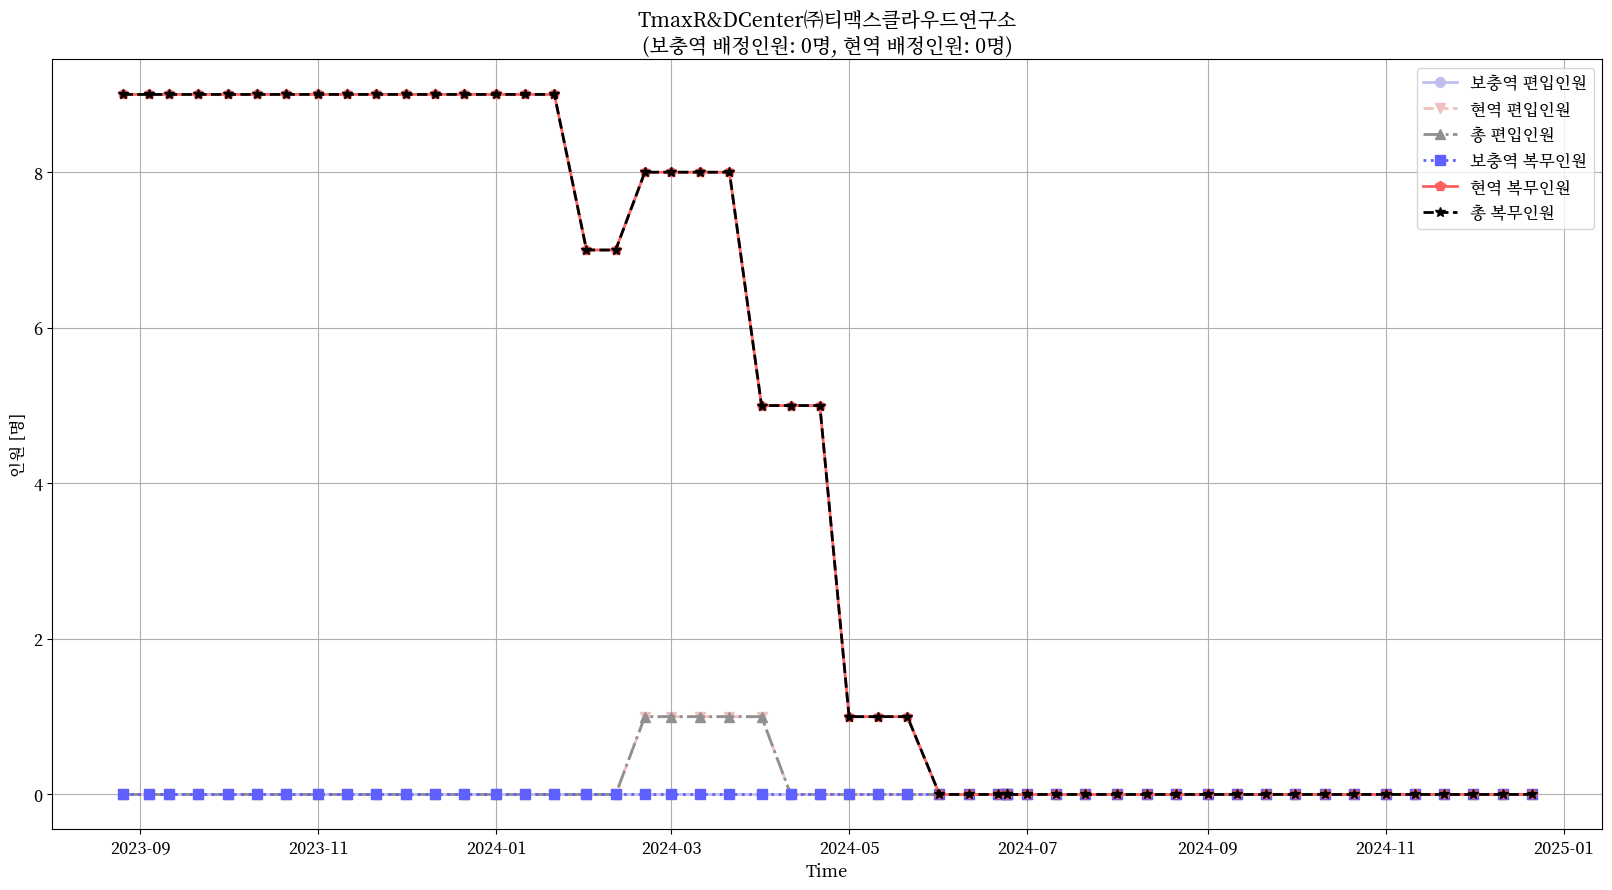 TmaxR&DCenter㈜티맥스클라우드연구소
(보충역 배정인원: 0명, 현역 배정인원: 0명)
보충역 편입인원
현역 편입인원
총 편입인원
보충역 복무인원
현역 복무인원
총 복무인원
인원 [명]
8
6
4
2
0
2023-09
2023-11
2024-01
2024-03
2024-05
2024-07
2024-09
2024-11
2025-01
Time